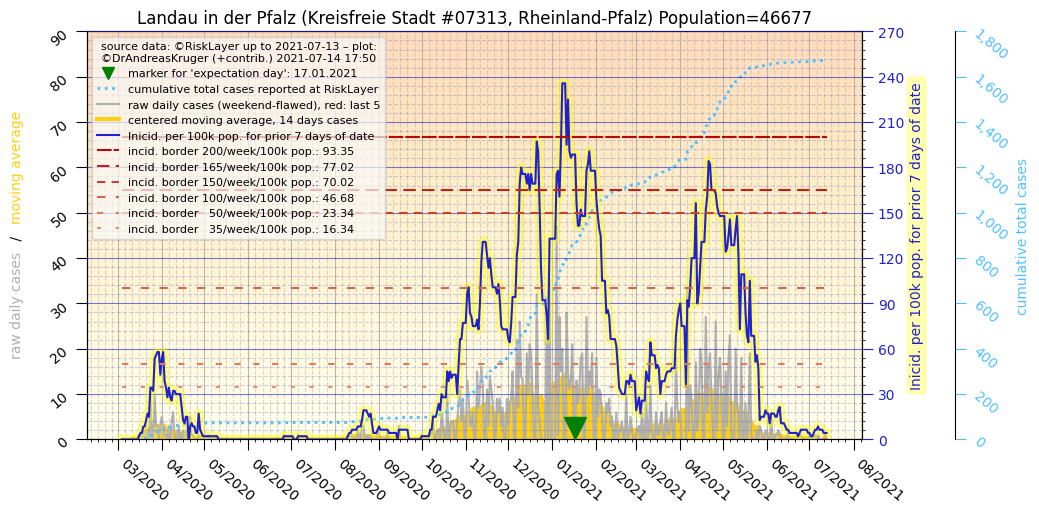 Landau in der Pfalz (Kreisfreie Stadt #07313, Rheinland-Pfalz) Population=46677
source data: ©RiskLayer up to 2021-07-13 – plot:
©DrAndreasKruger (+contrib.) 2021-07-14 17:50
marker for 'expectation day': 17.01.2021
cumulative total cases reported at RiskLayer
raw daily cases (weekend-flawed), red: last 5
centered moving average, 14 days cases
Inicid. per 100k pop. for prior 7 days of date
incid. border 200/week/100k pop.: 93.35
incid. border 165/week/100k pop.: 77.02
incid. border 150/week/100k pop.: 70.02
incid. border 100/week/100k pop.: 46.68
incid. border 50/week/100k pop.: 23.34
incid. border 35/week/100k pop.: 16.34
raw daily cases / moving average
90
80
70
60
50
40
30
20
10
0
270
240
210
180
150
120
90
60
30
0
Inicid. per 100k pop. for prior 7 days of date
1,800
1,600
1,400
1,200
1,000
800
600
400
200
0
cumulative total cases
03/2020
04/2020
05/2020
06/2020
07/2020
08/2020
09/2020
10/2020
11/2020
12/2020
01/2021
02/2021
03/2021
04/2021
05/2021
06/2021
07/2021
08/2021